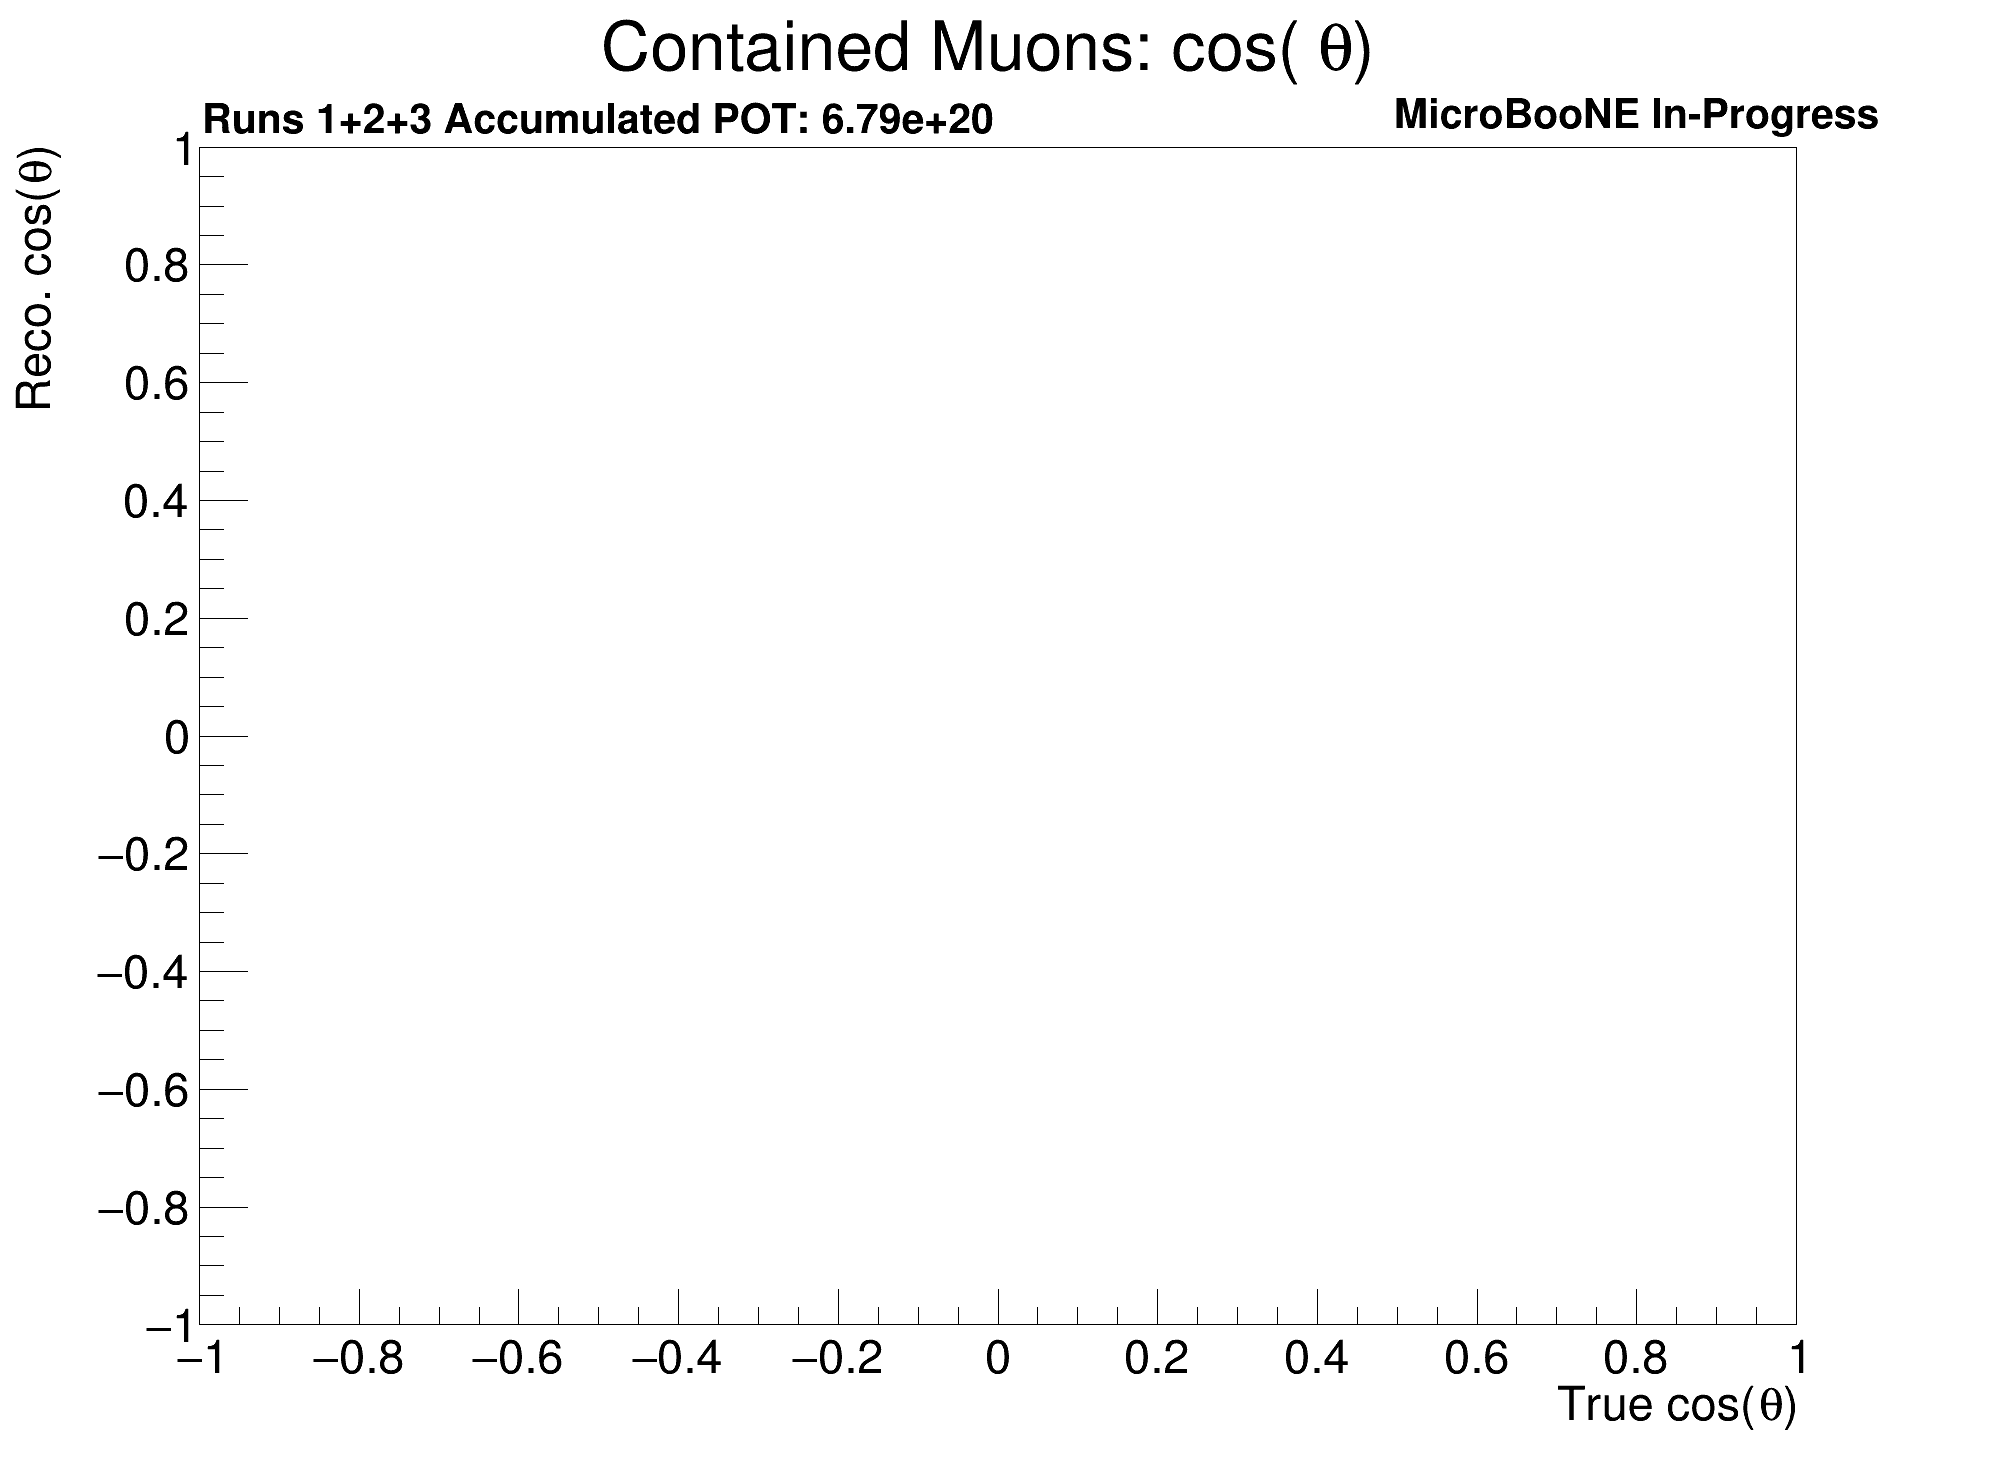 Contained Muons: cos( θ)
Runs 1+2+3 Accumulated POT: 6.79e+20
MicroBooNE In-Progress
Reco. cos(θ)
1
0.8
0.6
0.4
0.2
0
−0.2
−0.4
−0.6
−0.8
−1
−1 −0.8 −0.6 −0.4 −0.2 0 0.2 0.4 0.6 0.8 1
True cos(θ)